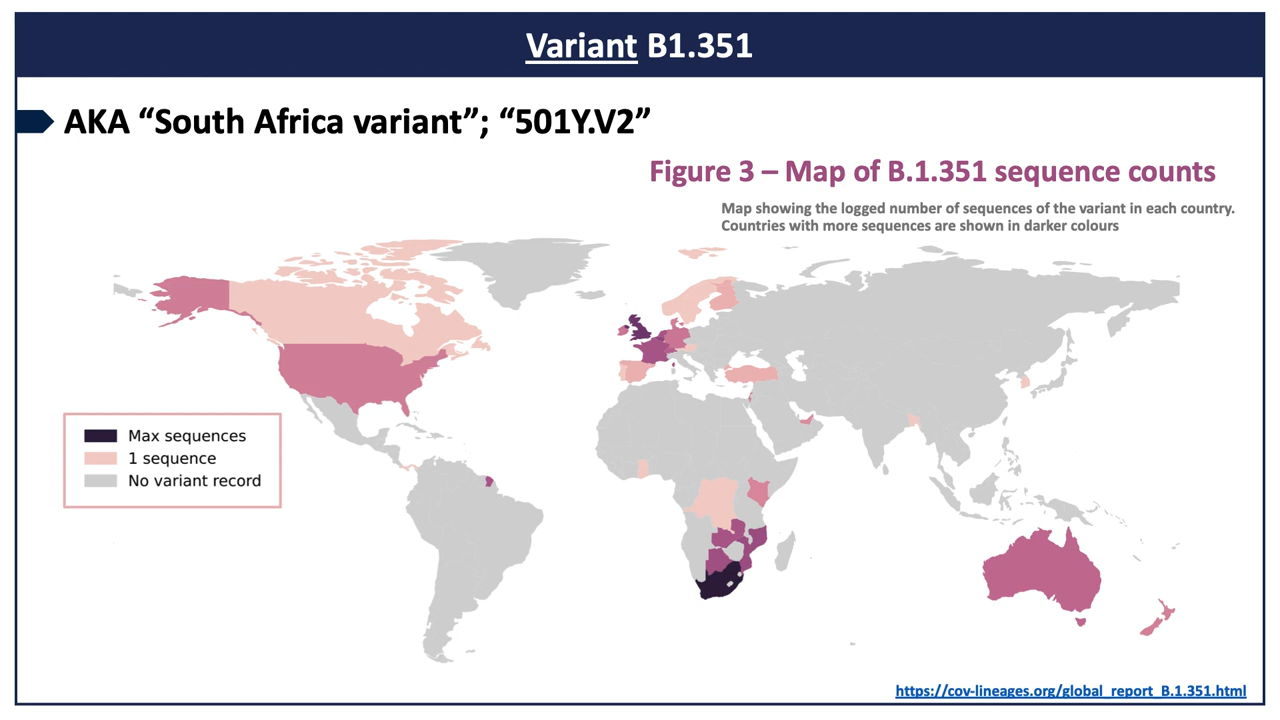 Variant B1.351
AKA “South Africa variant”; “501Y.V2”
Figure 3 – Map of B.1.351 sequence counts
Map showing the logged number of sequences of the variant in each country.
Countries with more sequences are shown in darker colours
Max sequences
1 sequence
No variant record
https://cov-lineages.org/global_report_B.1.351.html